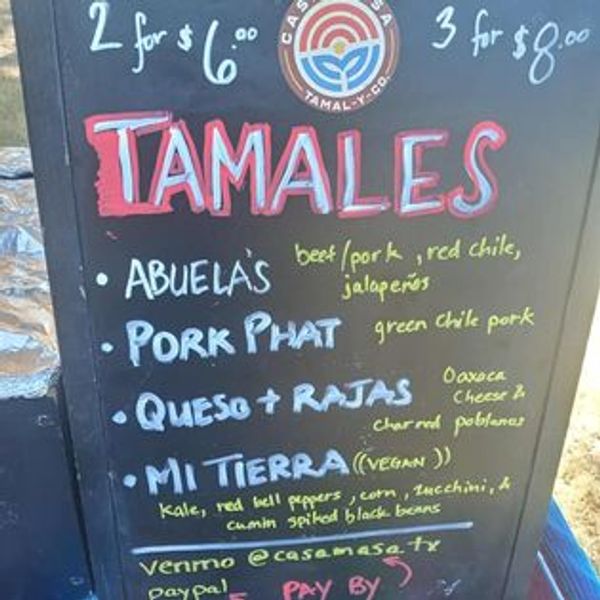 2 for $6.00
3 for $8.00
TAMAL-Y-CO.
TAMALES
• ABUELA'S beef/pork, red chile,
jalapeños
• PORK PHAT green chile pork
• QUESO + RAJAS Oaxaca
Cheese &
charred poblanos
• MI TIERRA ((VEGAN))
kale, red bell peppers, corn, zucchini, &
cumin spiked black beans
venmo @casamasa.tx
paypal
PAY BY